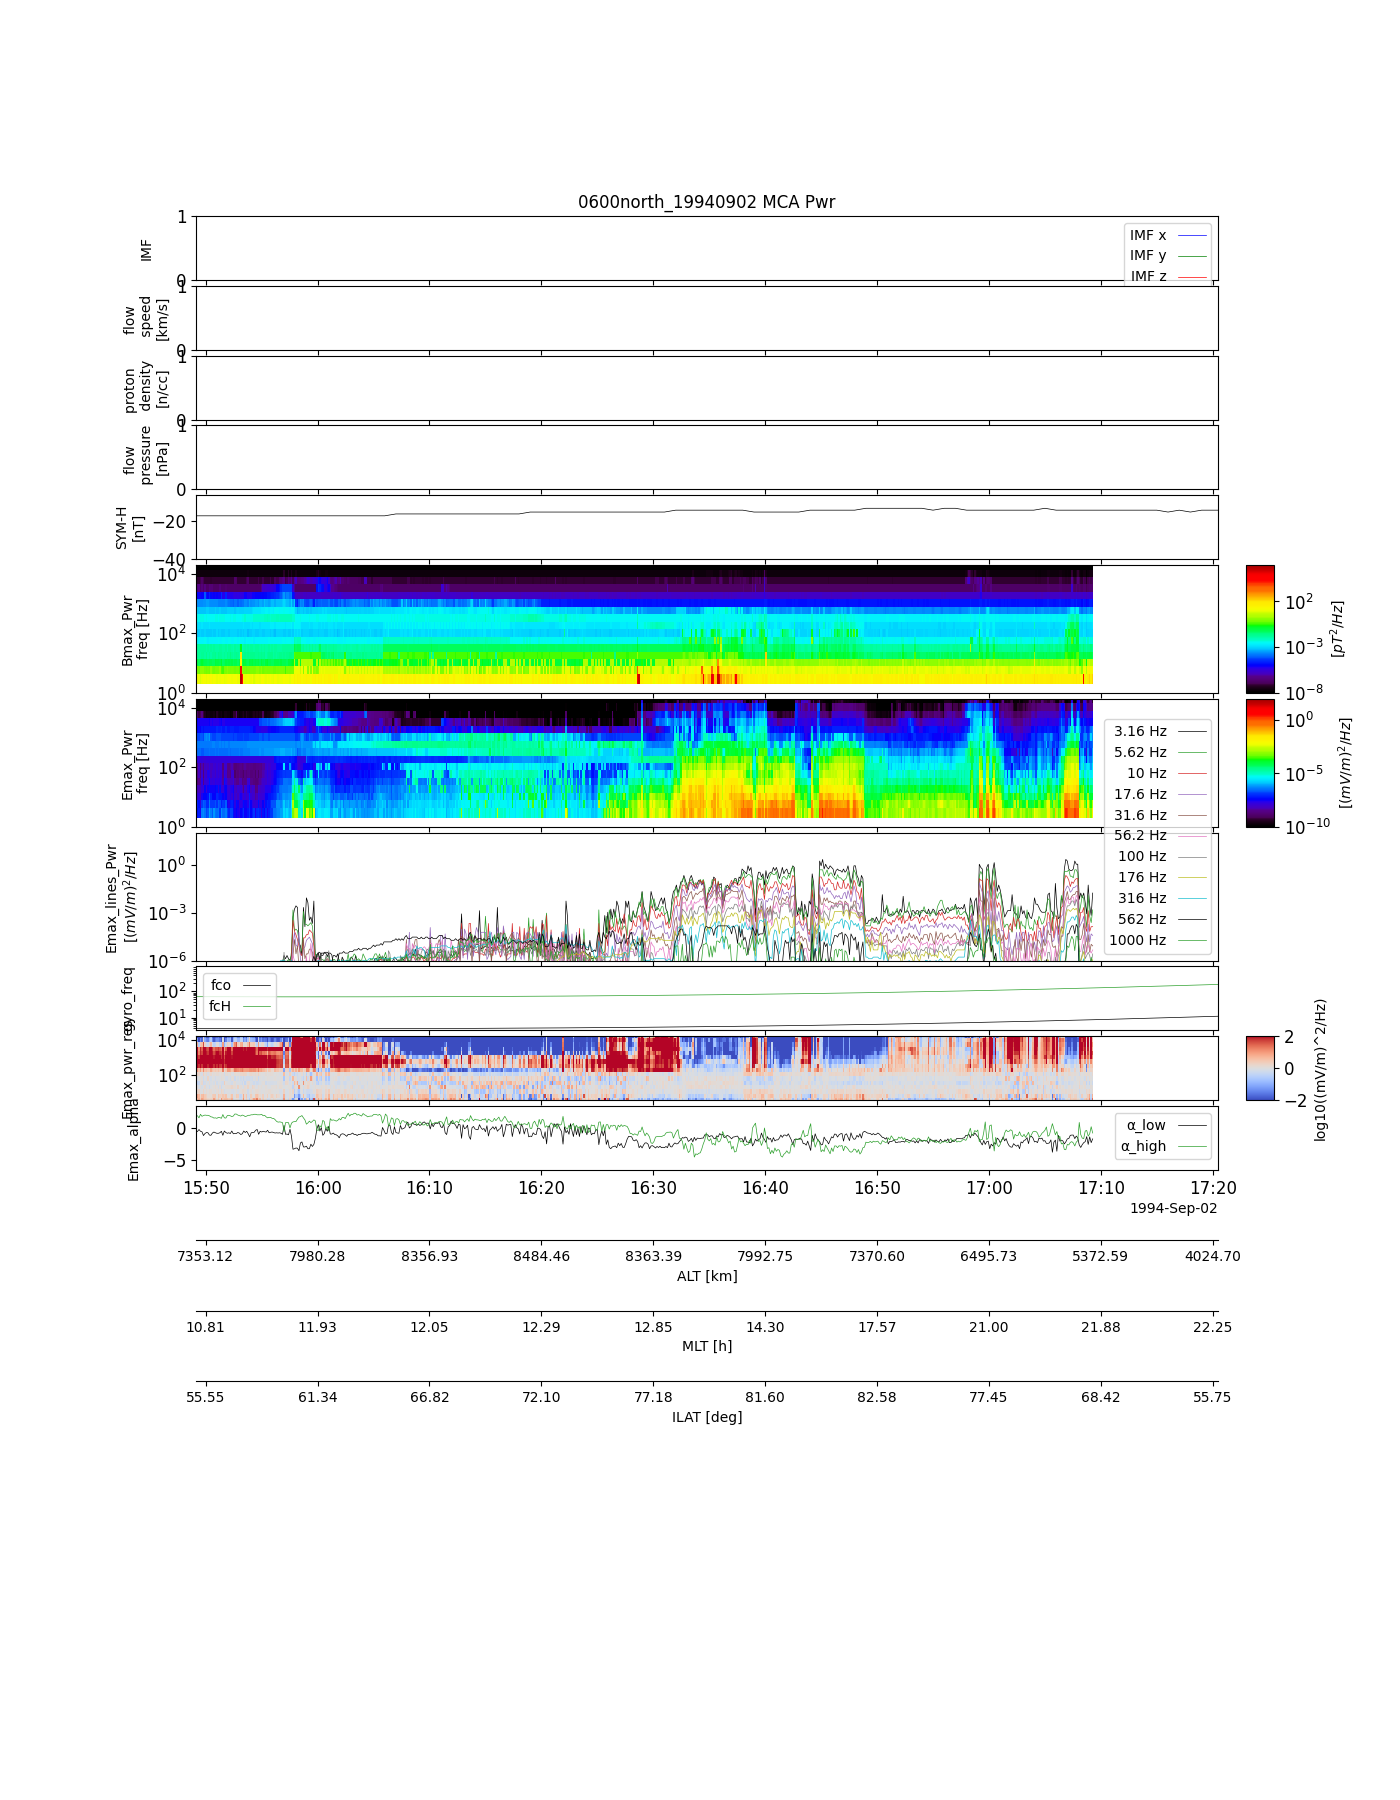 0600north_19940902 MCA Pwr
1
0
IMF
IMF x
IMF y
IMF z
1
0
flow
speed
[km/s]
1
0
proton
density
[n/cc]
1
0
flow
pressure
[nPa]
−20
−40
SYM-H
[nT]
10^4
10^2
10^0
Bmax_Pwr
freq [Hz]
10^2
10^−3
10^−8
[pT^2/Hz]
10^4
10^2
10^0
Emax_Pwr
freq [Hz]
10^0
10^−5
10^−10
[(mV/m)^2/Hz]
3.16 Hz
5.62 Hz
10 Hz
17.6 Hz
31.6 Hz
56.2 Hz
100 Hz
176 Hz
316 Hz
562 Hz
1000 Hz
10^0
10^−3
10^−6
Emax_lines_Pwr
[(mV/m)^2/Hz]
10^2
10^1
gyro_freq
fco
fcH
10^4
10^2
Emax_pwr_reg
2
0
−2
log10((mV/m)^2/Hz)
0
−5
Emax_alpha
α_low
α_high
15:50 16:00 16:10 16:20 16:30 16:40 16:50 17:00 17:10 17:20
1994-Sep-02
7353.12 7980.28 8356.93 8484.46 8363.39 7992.75 7370.60 6495.73 5372.59 4024.70
ALT [km]
10.81 11.93 12.05 12.29 12.85 14.30 17.57 21.00 21.88 22.25
MLT [h]
55.55 61.34 66.82 72.10 77.18 81.60 82.58 77.45 68.42 55.75
ILAT [deg]